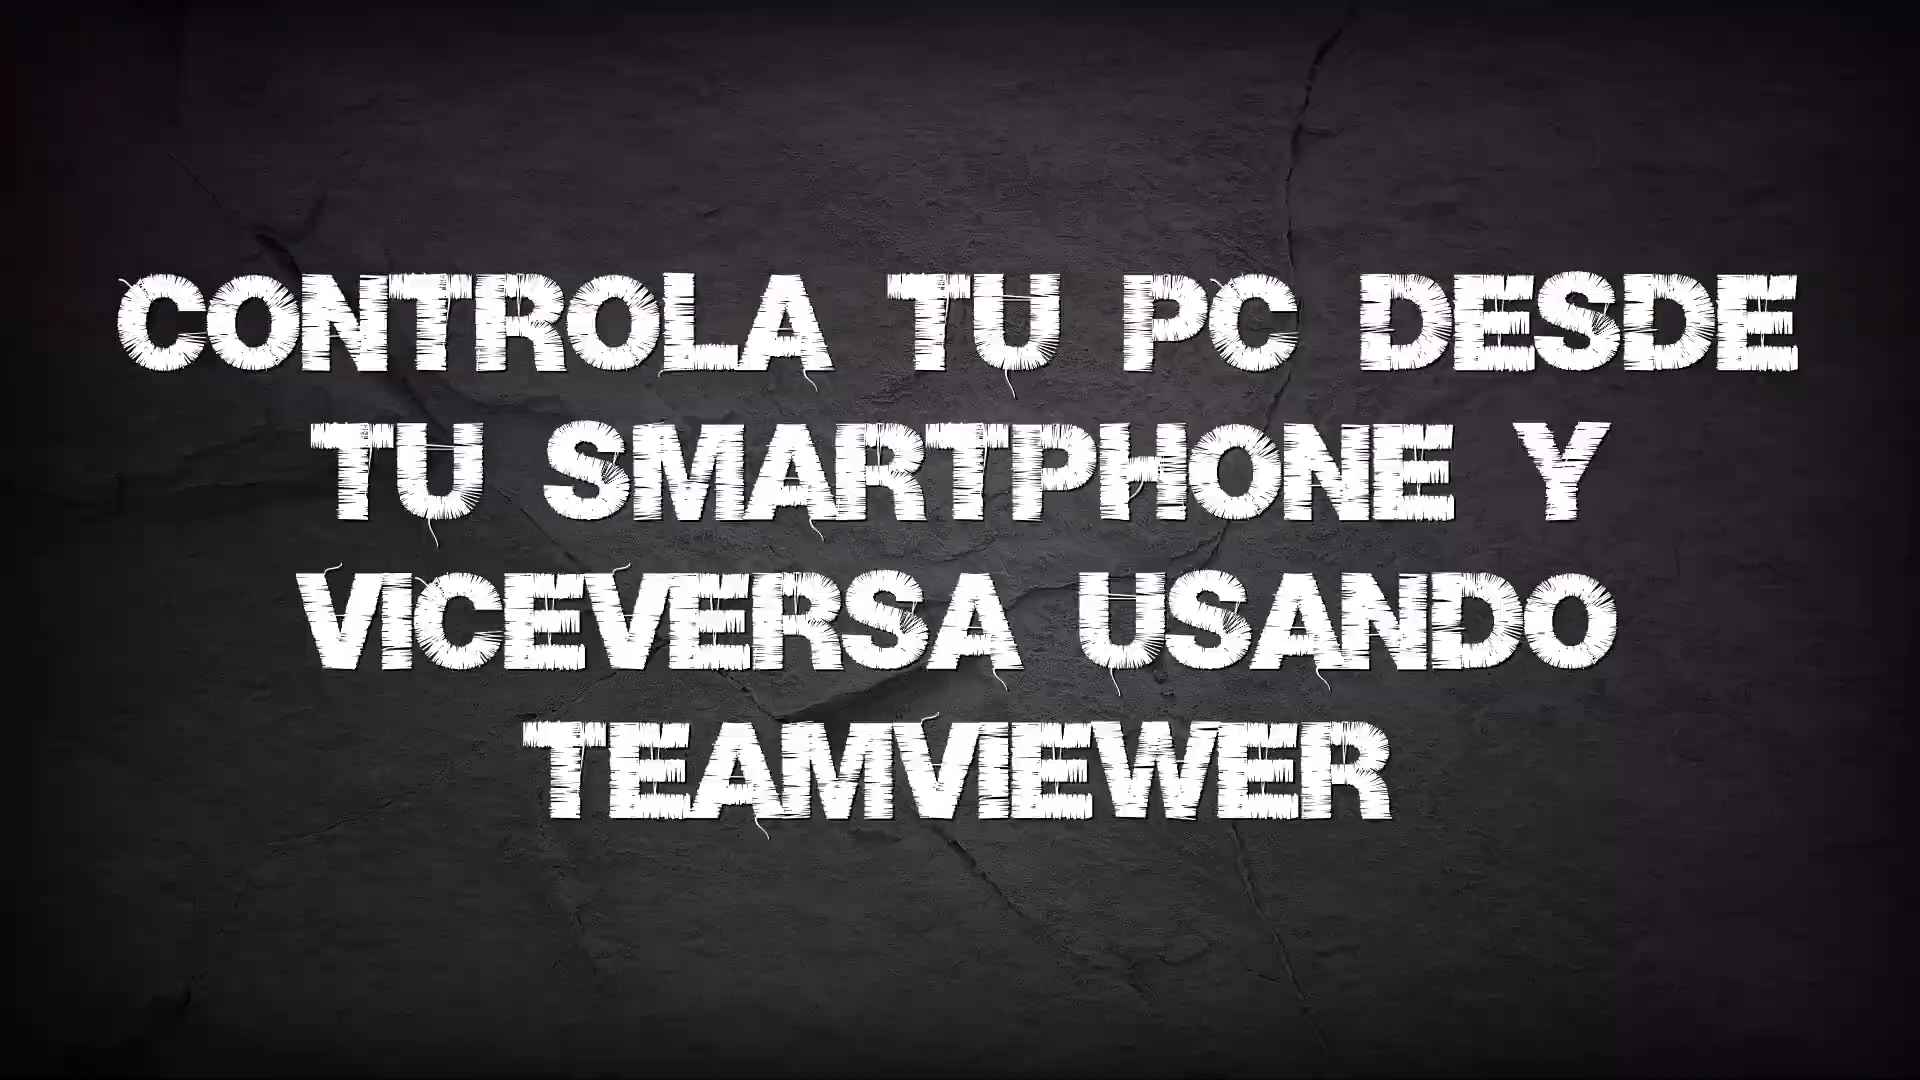 CONTROLA TU PC DESDE
TU SMARTPHONE Y
VICEVERSA USANDO
TEAMVIEWER